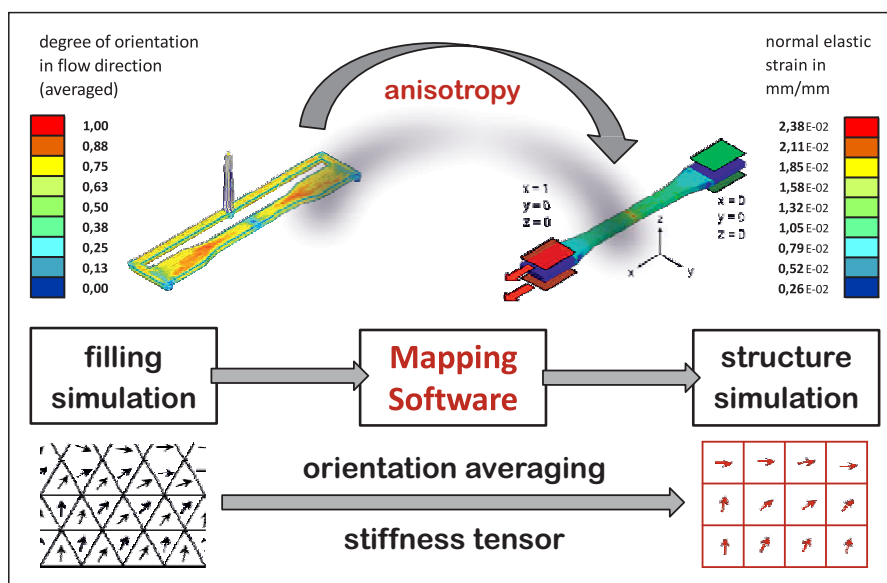 degree of orientation
in flow direction
(averaged)
1,00
0,88
0,75
0,63
0,50
0,38
0,25
0,13
0,00
anisotropy
x = 1
y = 0
z = 0
x = 0
y = 0
z = 0
z
x
y
normal elastic
strain in
mm/mm
2,38E-02
2,11E-02
1,85E-02
1,58E-02
1,32E-02
1,05E-02
0,79E-02
0,52E-02
0,26E-02
filling
simulation
Mapping
Software
structure
simulation
orientation averaging
stiffness tensor